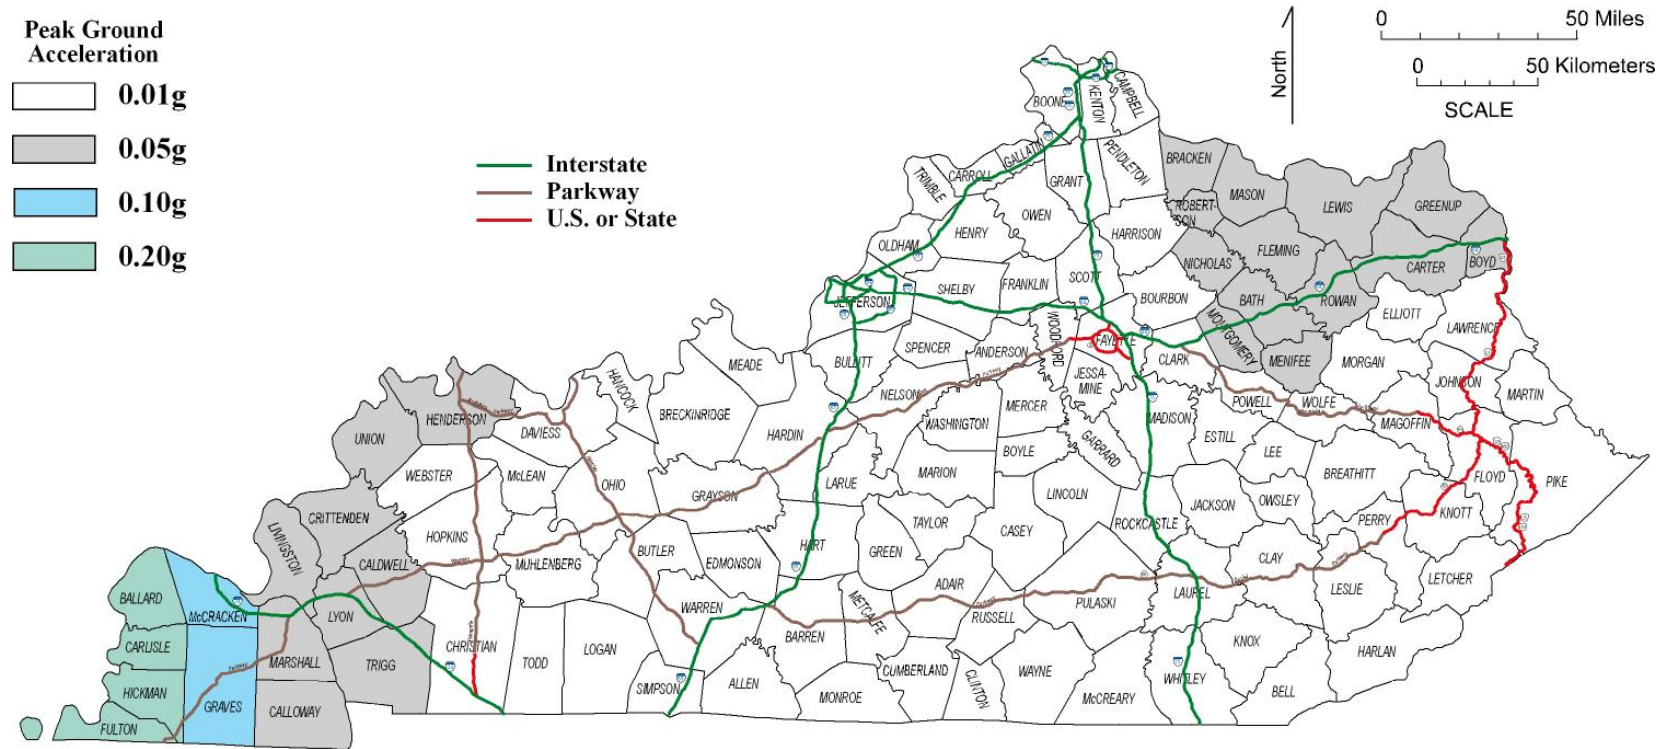 Peak Ground
Acceleration
0.01g
0.05g
0.10g
0.20g
Interstate
Parkway
U.S. or State
North
0 50 Miles
0 50 Kilometers
SCALE
BOONE
KENTON
CAMPBELL
GALLATIN
PENDLETON
BRACKEN
TRIMBLE
CARROLL
GRANT
MASON
ROBERT-
SON
LEWIS
GREENUP
OWEN
HENRY
HARRISON
OLDHAM
FLEMING
NICHOLAS
CARTER
BOYD
SHELBY
FRANKLIN
SCOTT
JEFFERSON
BOURBON
BATH
ROWAN
ELLIOTT
LAWRENCE
WOODFORD
FAYETTE
MONTGOMERY
SPENCER
ANDERSON
BULLITT
CLARK
MENIFEE
MORGAN
MEADE
JESSA-
MINE
JOHNSON
MARTIN
HANCOCK
NELSON
MERCER
POWELL
WOLFE
BRECKINRIDGE
HENDERSON
DAVIESS
UNION
WASHINGTON
MADISON
MAGOFFIN
HARDIN
GARRARD
ESTILL
LEE
BOYLE
WEBSTER
McLEAN
OHIO
MARION
BREATHITT
FLOYD
PIKE
GRAYSON
LARUE
LINCOLN
JACKSON
OWSLEY
KNOTT
CRITTENDEN
LIVINGSTON
TAYLOR
CASEY
ROCKCASTLE
PERRY
HOPKINS
HART
BUTLER
EDMONSON
GREEN
CLAY
CALDWELL
MUHLENBERG
ADAIR
LETCHER
LESLIE
BALLARD
McCRACKEN
LYON
WARREN
METCALFE
PULASKI
LAUREL
RUSSELL
BARREN
CARLISLE
CHRISTIAN
LOGAN
TODD
KNOX
HARLAN
MARSHALL
TRIGG
CUMBERLAND
WAYNE
HICKMAN
SIMPSON
ALLEN
MONROE
CLINTON
McCREARY
WHITLEY
BELL
GRAVES
CALLOWAY
FULTON